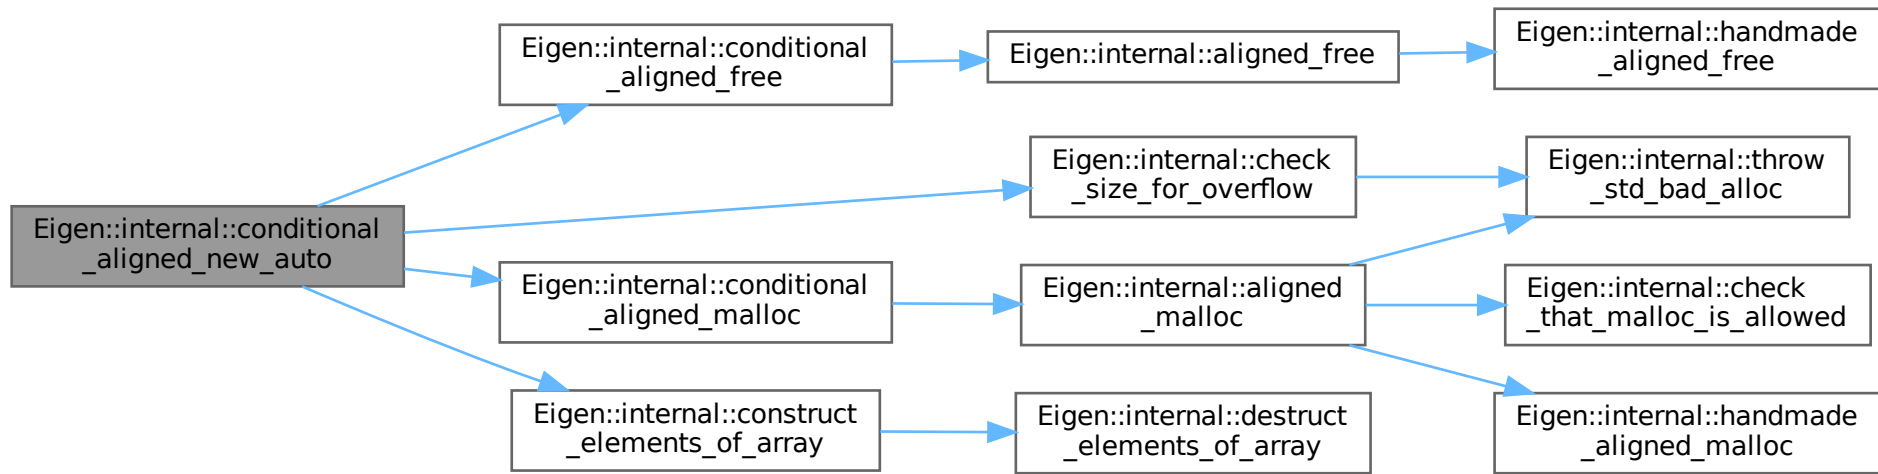 Eigen::internal::conditional
_aligned_new_auto
Eigen::internal::conditional
_aligned_free
Eigen::internal::aligned_free
Eigen::internal::handmade
_aligned_free
Eigen::internal::check
_size_for_overflow
Eigen::internal::throw
_std_bad_alloc
Eigen::internal::conditional
_aligned_malloc
Eigen::internal::aligned
_malloc
Eigen::internal::check
_that_malloc_is_allowed
Eigen::internal::construct
_elements_of_array
Eigen::internal::destruct
_elements_of_array
Eigen::internal::handmade
_aligned_malloc